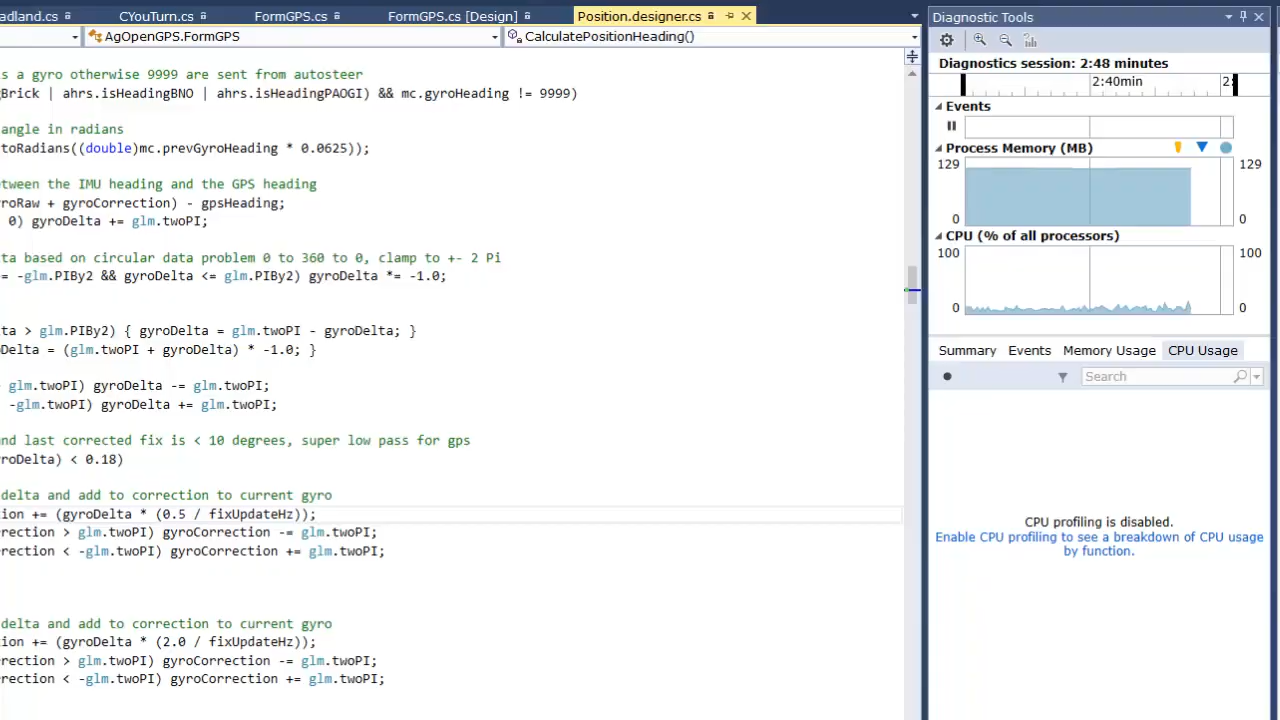 adland.cs CYouTurn.cs FormGPS.cs FormGPS.cs [Design] Position.designer.cs
AgOpenGPS.FormGPS CalculatePositionHeading()
is a gyro otherwise 9999 are sent from autosteer
gBrick | ahrs.isHeadingBNO | ahrs.isHeadingPAOGI) && mc.gyroHeading != 9999)
angle in radians
toRadians((double)mc.prevGyroHeading * 0.0625));
etween the IMU heading and the GPS heading
yroRaw + gyroCorrection) - gpsHeading;
0) gyroDelta += glm.twoPI;
ta based on circular data problem 0 to 360 to 0, clamp to +- 2 Pi
= -glm.PIBy2 && gyroDelta <= glm.PIBy2) gyroDelta *= -1.0;
ta > glm.PIBy2) { gyroDelta = glm.twoPI - gyroDelta; }
Delta = (glm.twoPI + gyroDelta) * -1.0; }
glm.twoPI) gyroDelta -= glm.twoPI;
-glm.twoPI) gyroDelta += glm.twoPI;
and last corrected fix is < 10 degrees, super low pass for gps
roDelta) < 0.18)
delta and add to correction to current gyro
ion += (gyroDelta * (0.5 / fixUpdateHz));
rrection > glm.twoPI) gyroCorrection -= glm.twoPI;
rrection < -glm.twoPI) gyroCorrection += glm.twoPI;
delta and add to correction to current gyro
ion += (gyroDelta * (2.0 / fixUpdateHz));
rrection > glm.twoPI) gyroCorrection -= glm.twoPI;
rrection < -glm.twoPI) gyroCorrection += glm.twoPI;
Diagnostic Tools
Diagnostics session: 2:48 minutes
2:40min 2:
Events
Process Memory (MB)
129 129
0 0
CPU (% of all processors)
100 100
0 0
Summary Events Memory Usage CPU Usage
Search
CPU profiling is disabled.
Enable CPU profiling to see a breakdown of CPU usage
by function.